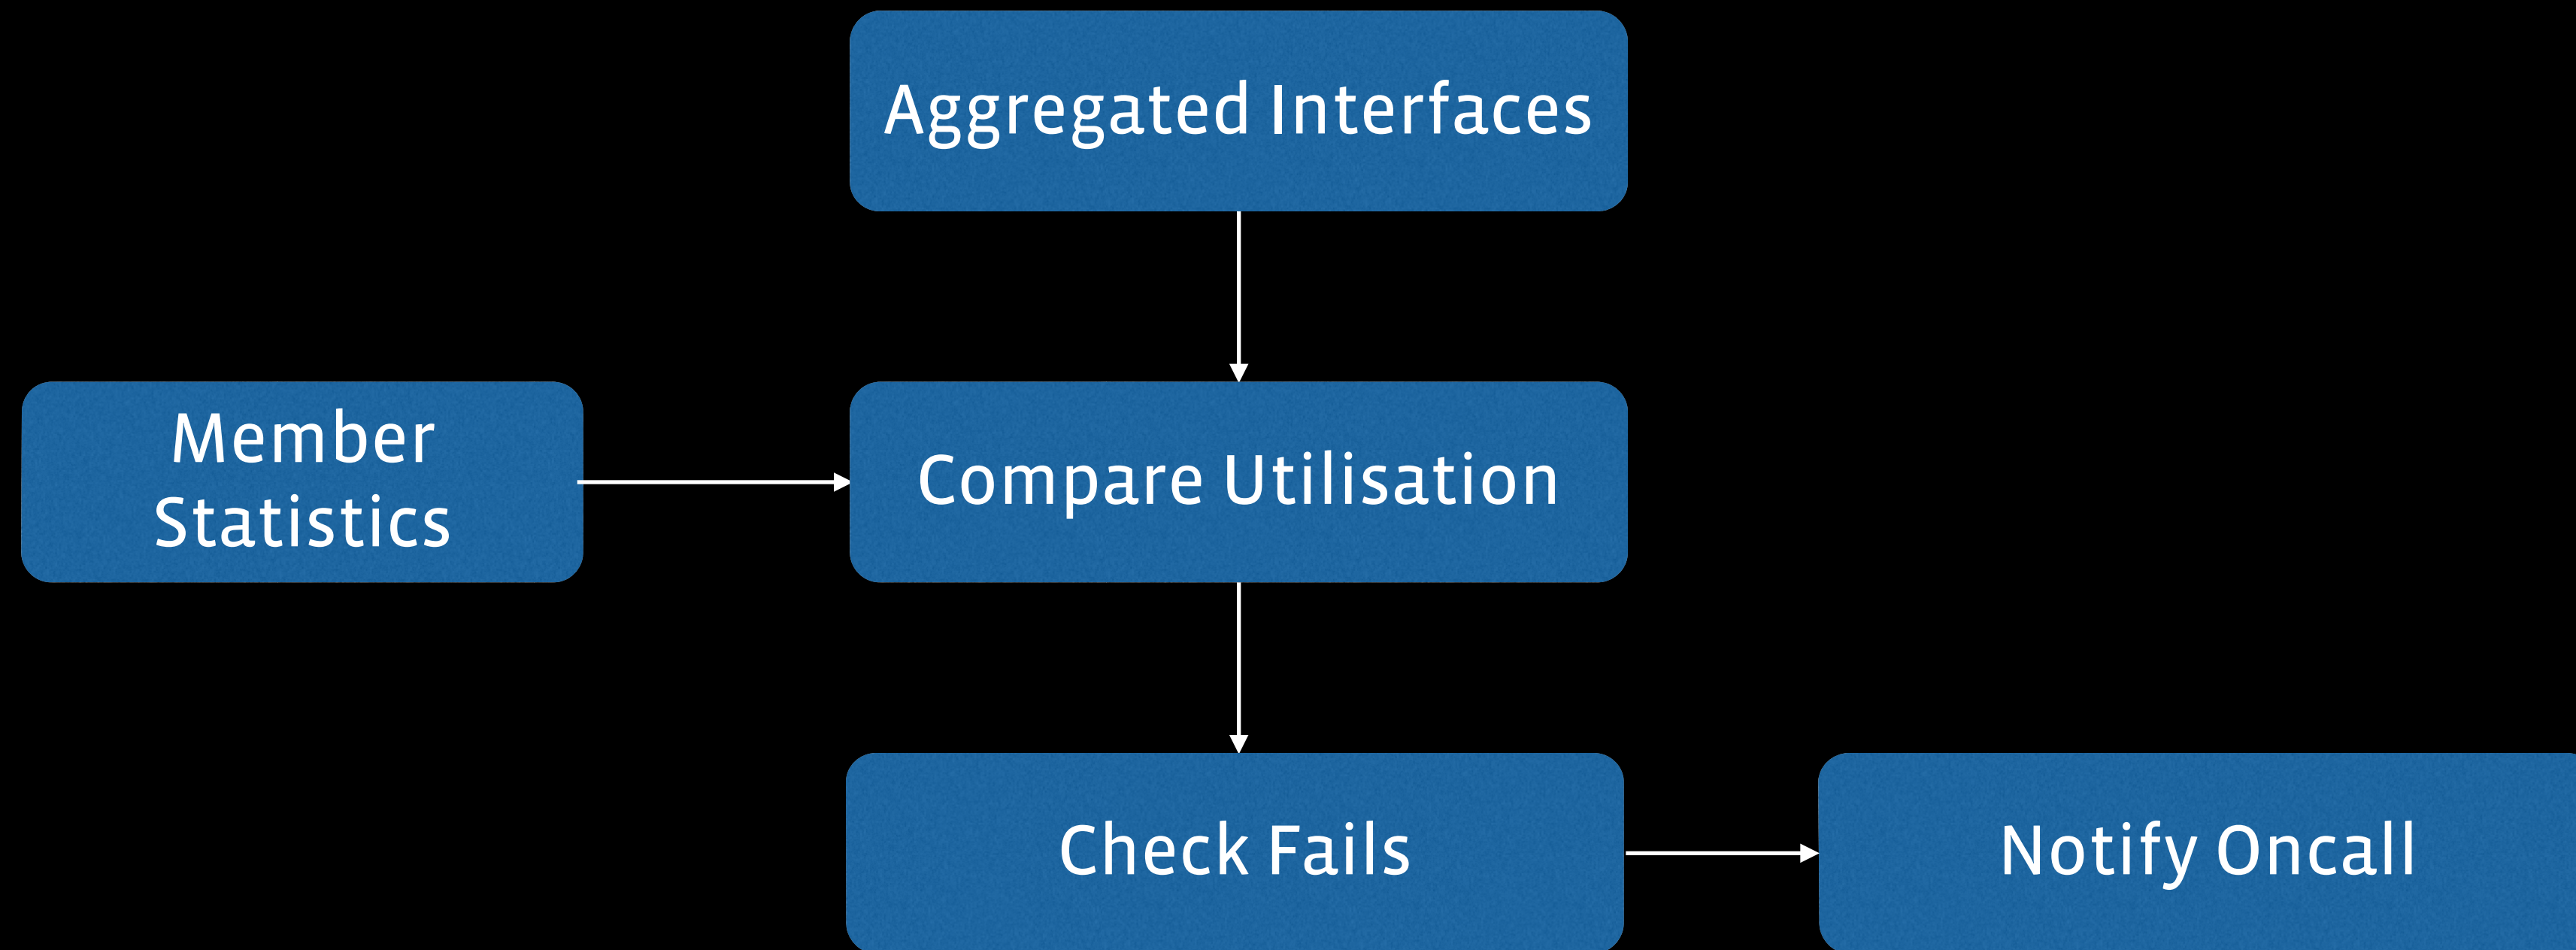 Aggregated Interfaces
Member
Statistics
Compare Utilisation
Check Fails
Notify Oncall